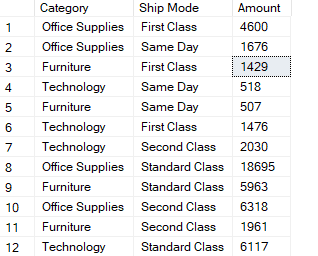 Category Ship Mode Amount
1 Office Supplies First Class 4600
2 Office Supplies Same Day 1676
3 Furniture First Class 1429
4 Technology Same Day 518
5 Furniture Same Day 507
6 Technology First Class 1476
7 Technology Second Class 2030
8 Office Supplies Standard Class 18695
9 Furniture Standard Class 5963
10 Office Supplies Second Class 6318
11 Furniture Second Class 1961
12 Technology Standard Class 6117